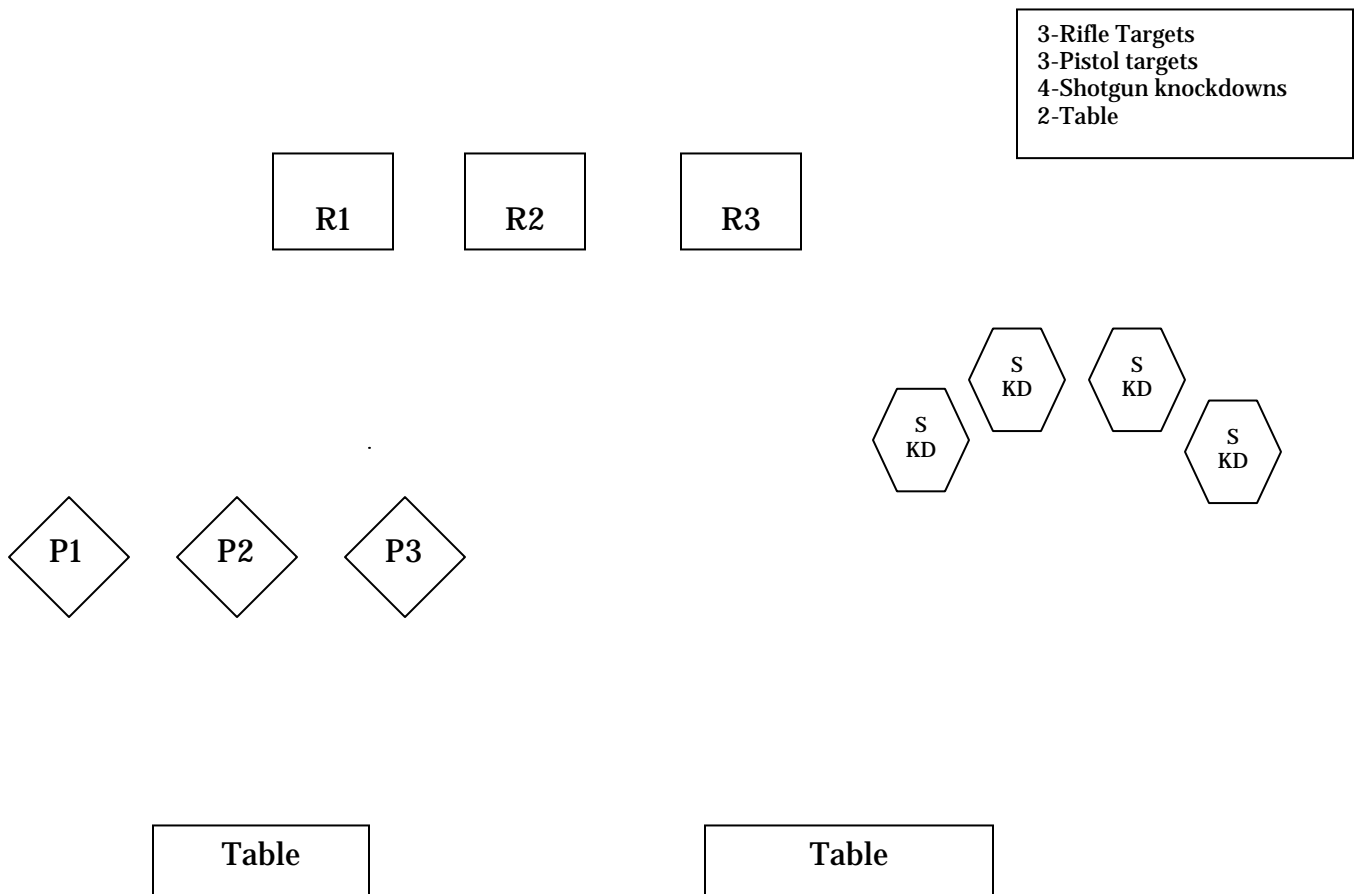 3-Rifle Targets
3-Pistol targets
4-Shotgun knockdowns
2-Table
R1
R2
R3
S
KD
S
KD
S
KD
S
KD
P1
P2
P3
Table
Table